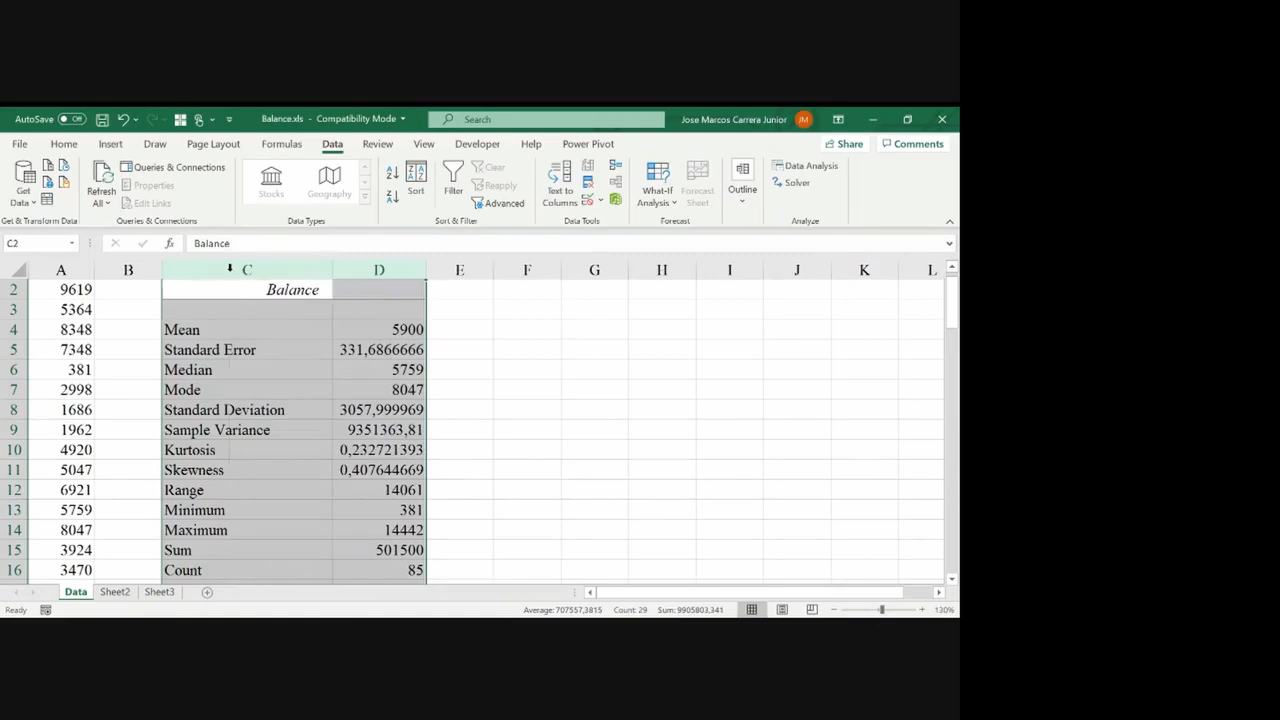 AutoSave Off Balance.xls - Compatibility Mode Search Jose Marcos Carrera Junior JM
File Home Insert Draw Page Layout Formulas Data Review View Developer Help Power Pivot Share Comments
Get Data Refresh All Queries & Connections Properties Edit Links Stocks Geography Sort Filter Clear Reapply Advanced Text to Columns What-If Analysis Forecast Sheet Outline Data Analysis Solver
Get & Transform Data Queries & Connections Data Types Sort & Filter Data Tools Forecast Analyze
C2 fx Balance
A B C D E F G H I J K L
2 9619 Balance
3 5364
4 8348 Mean 5900
5 7348 Standard Error 331,6866666
6 381 Median 5759
7 2998 Mode 8047
8 1686 Standard Deviation 3057,999969
9 1962 Sample Variance 9351363,81
10 4920 Kurtosis 0,232721393
11 5047 Skewness 0,407644669
12 6921 Range 14061
13 5759 Minimum 381
14 8047 Maximum 14442
15 3924 Sum 501500
16 3470 Count 85
Data Sheet2 Sheet3
Ready Average: 707557,3815 Count: 29 Sum: 9905803,341 130%